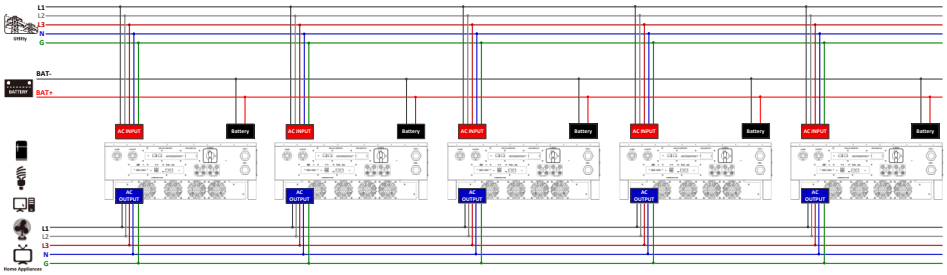 L1
L2
L3
N
G
Utility
BAT-
BATTERY
BAT+
AC INPUT
Battery
AC INPUT
Battery
AC INPUT
Battery
AC INPUT
Battery
AC INPUT
Battery
AC
OUTPUT
AC
OUTPUT
AC
OUTPUT
AC
OUTPUT
AC
OUTPUT
L1
L2
L3
N
G
Home Appliances